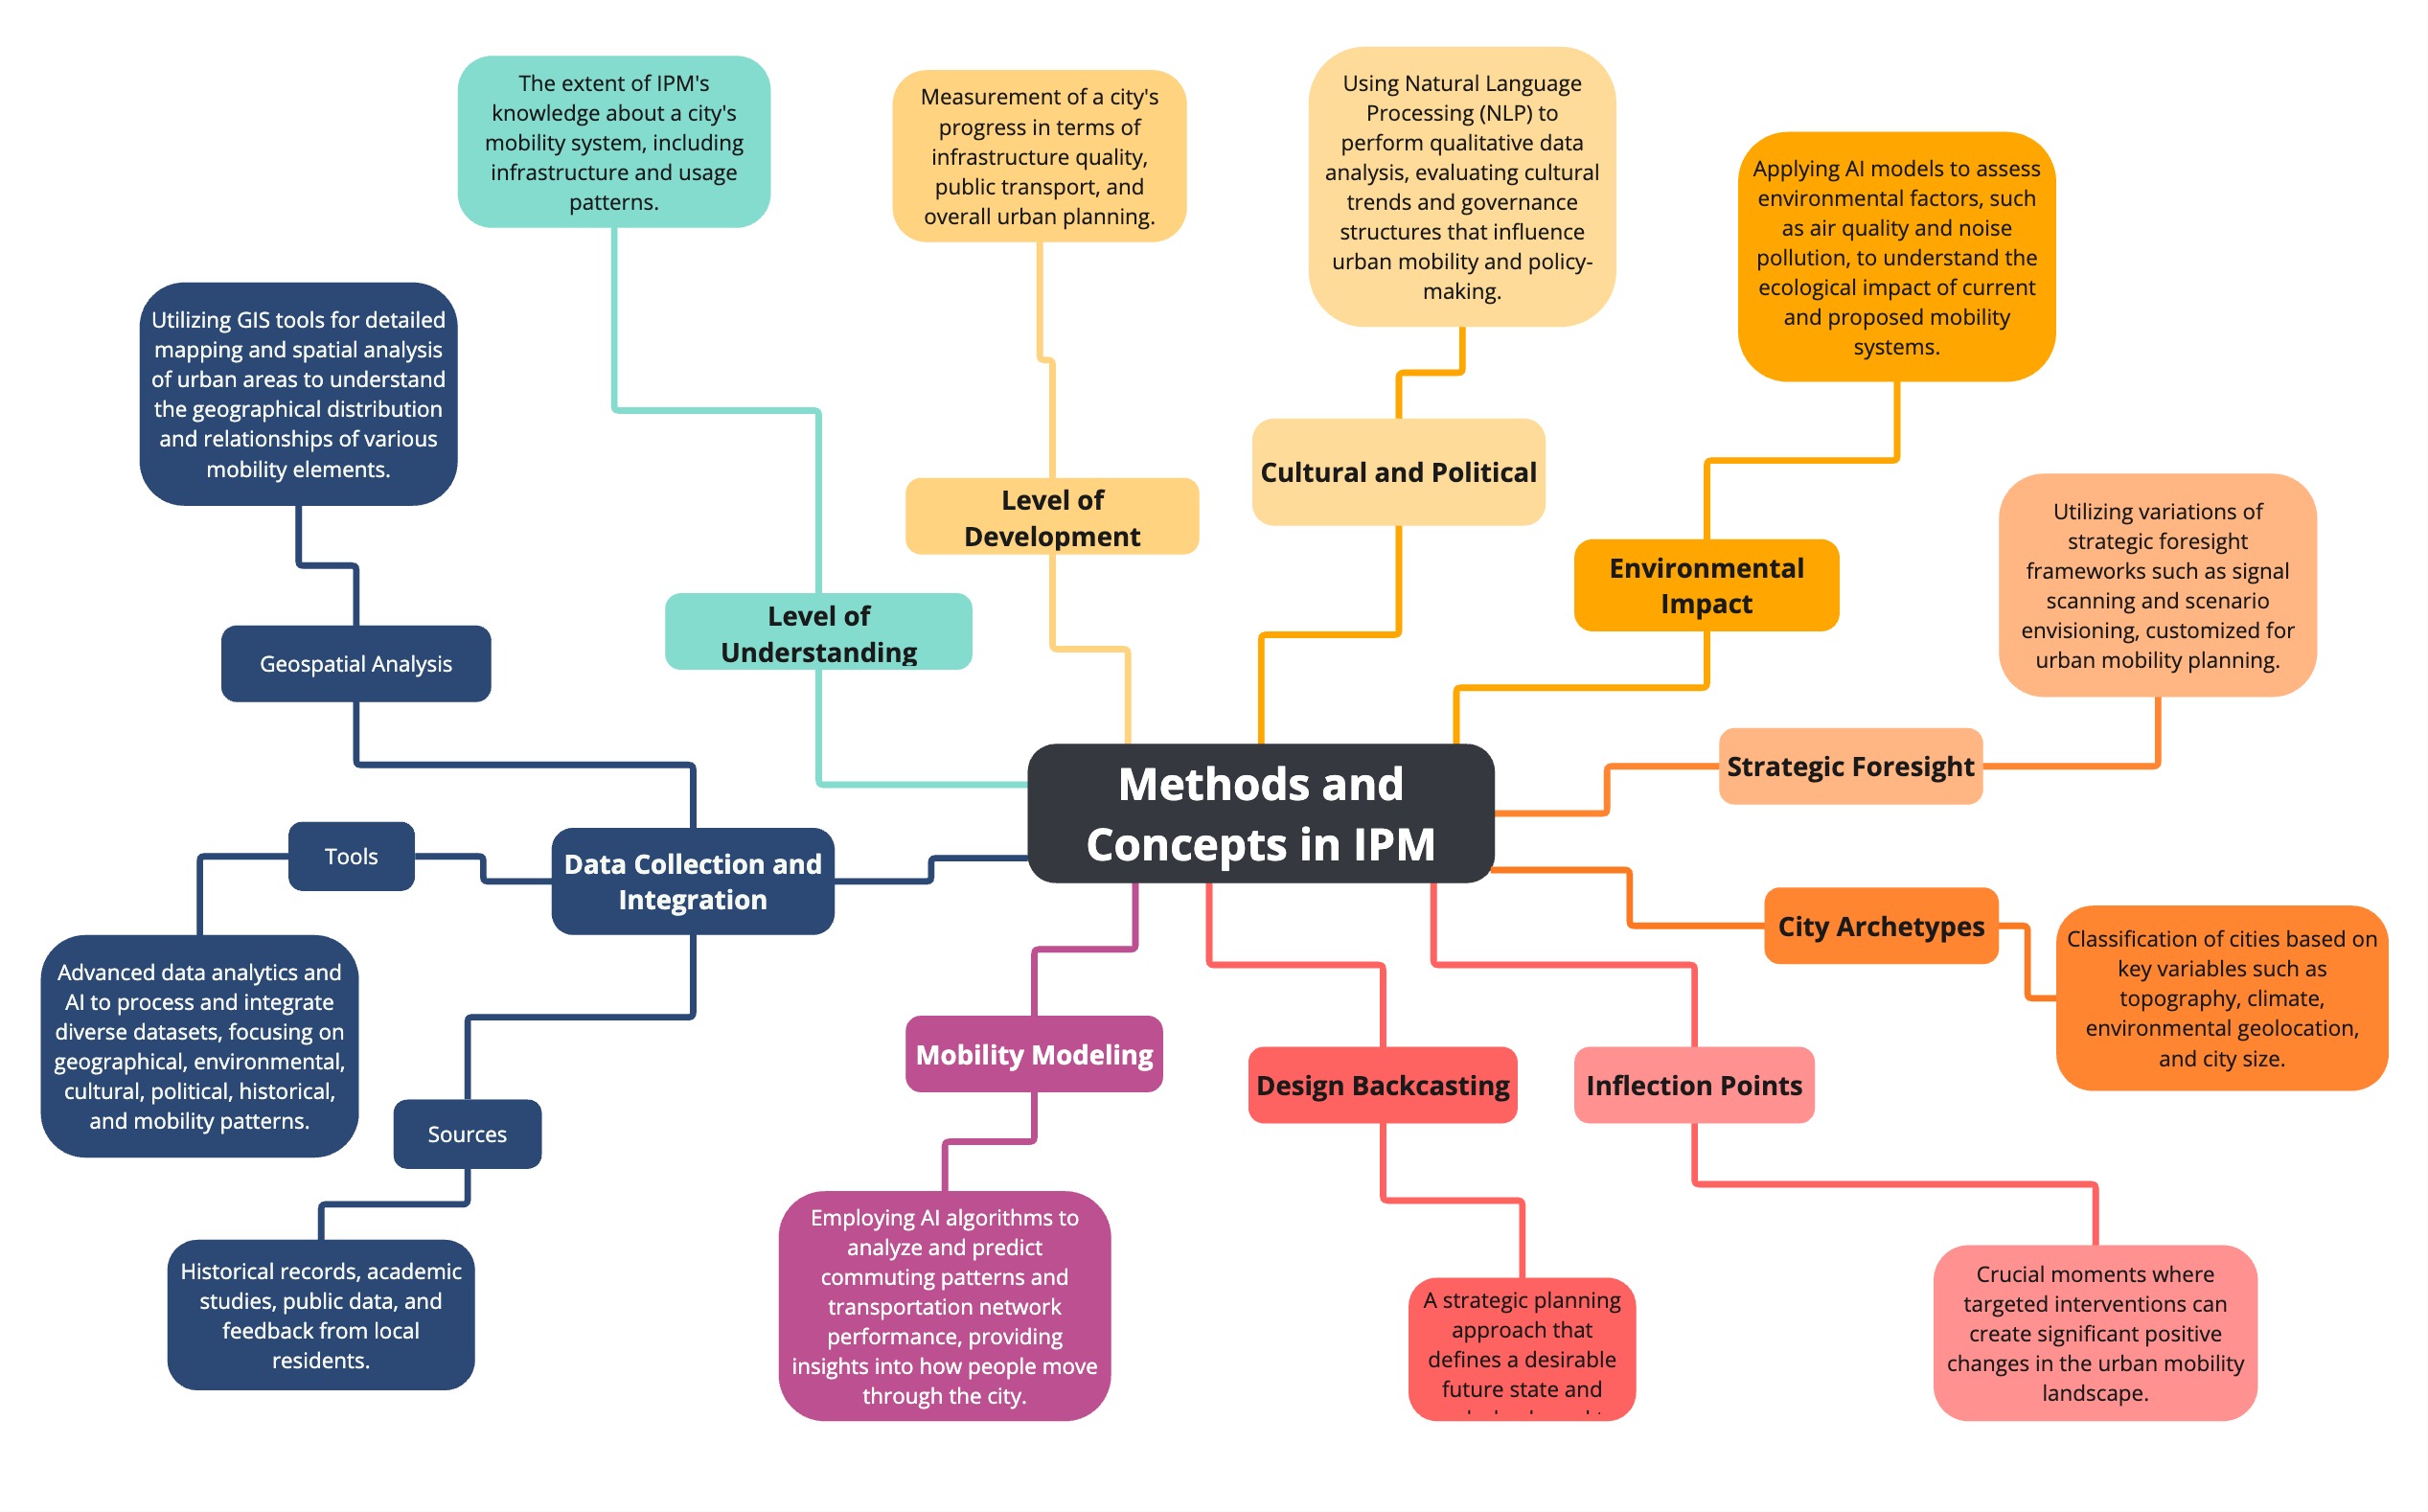 The extent of IPM's
knowledge about a city's
mobility system, including
infrastructure and usage
patterns.
Measurement of a city's
progress in terms of
infrastructure quality,
public transport, and
overall urban planning.
Using Natural Language
Processing (NLP) to
perform qualitative data
analysis, evaluating cultural
trends and governance
structures that influence
urban mobility and policy-
making.
Applying AI models to assess
environmental factors, such
as air quality and noise
pollution, to understand the
ecological impact of current
and proposed mobility
systems.
Utilizing GIS tools for detailed
mapping and spatial analysis
of urban areas to understand
the geographical distribution
and relationships of various
mobility elements.
Cultural and Political
Level of
Development
Environmental
Impact
Utilizing variations of
strategic foresight
frameworks such as signal
scanning and scenario
envisioning, customized for
urban mobility planning.
Level of
Understanding
Geospatial Analysis
Strategic Foresight
Methods and
Concepts in IPM
Tools
Data Collection and
Integration
City Archetypes
Classification of cities based on
key variables such as
topography, climate,
environmental geolocation,
and city size.
Advanced data analytics and
AI to process and integrate
diverse datasets, focusing on
geographical, environmental,
cultural, political, historical,
and mobility patterns.
Mobility Modeling
Design Backcasting
Inflection Points
Sources
Employing AI algorithms to
analyze and predict
commuting patterns and
transportation network
performance, providing
insights into how people move
through the city.
Historical records, academic
studies, public data, and
feedback from local
residents.
A strategic planning
approach that
defines a desirable
future state and
Crucial moments where
targeted interventions can
create significant positive
changes in the urban mobility
landscape.